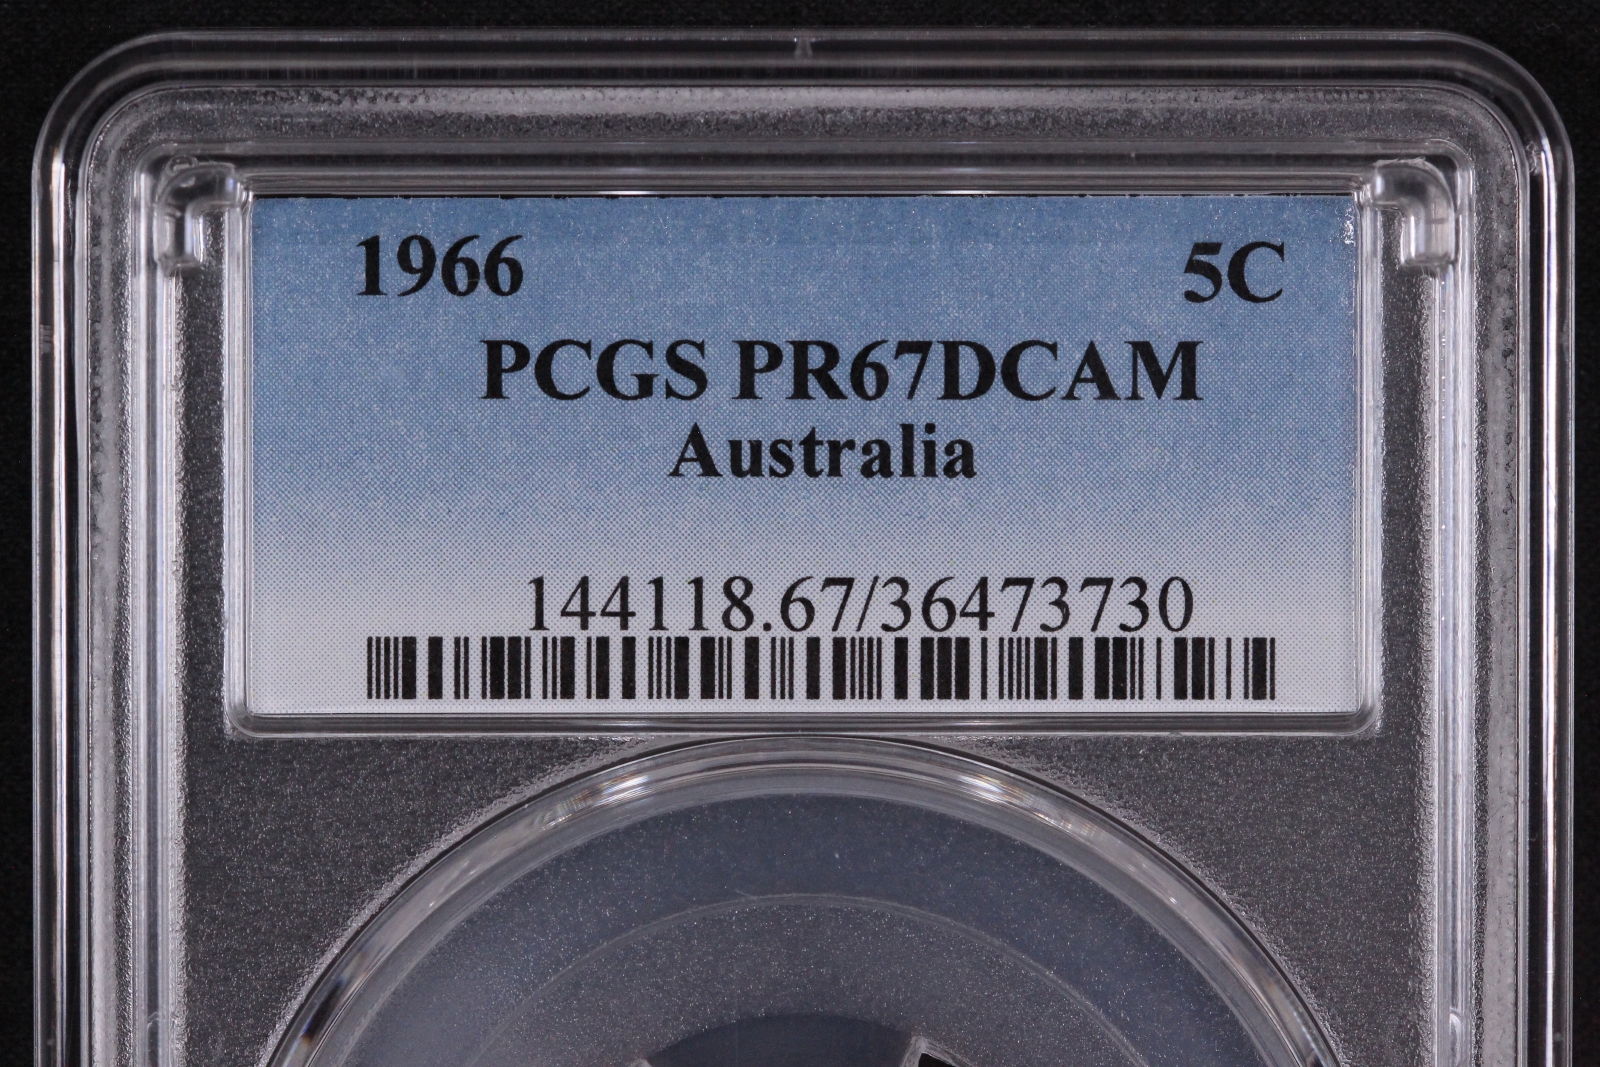 1966 5C
PCGS PR67DCAM
Australia
144118.67/36473730